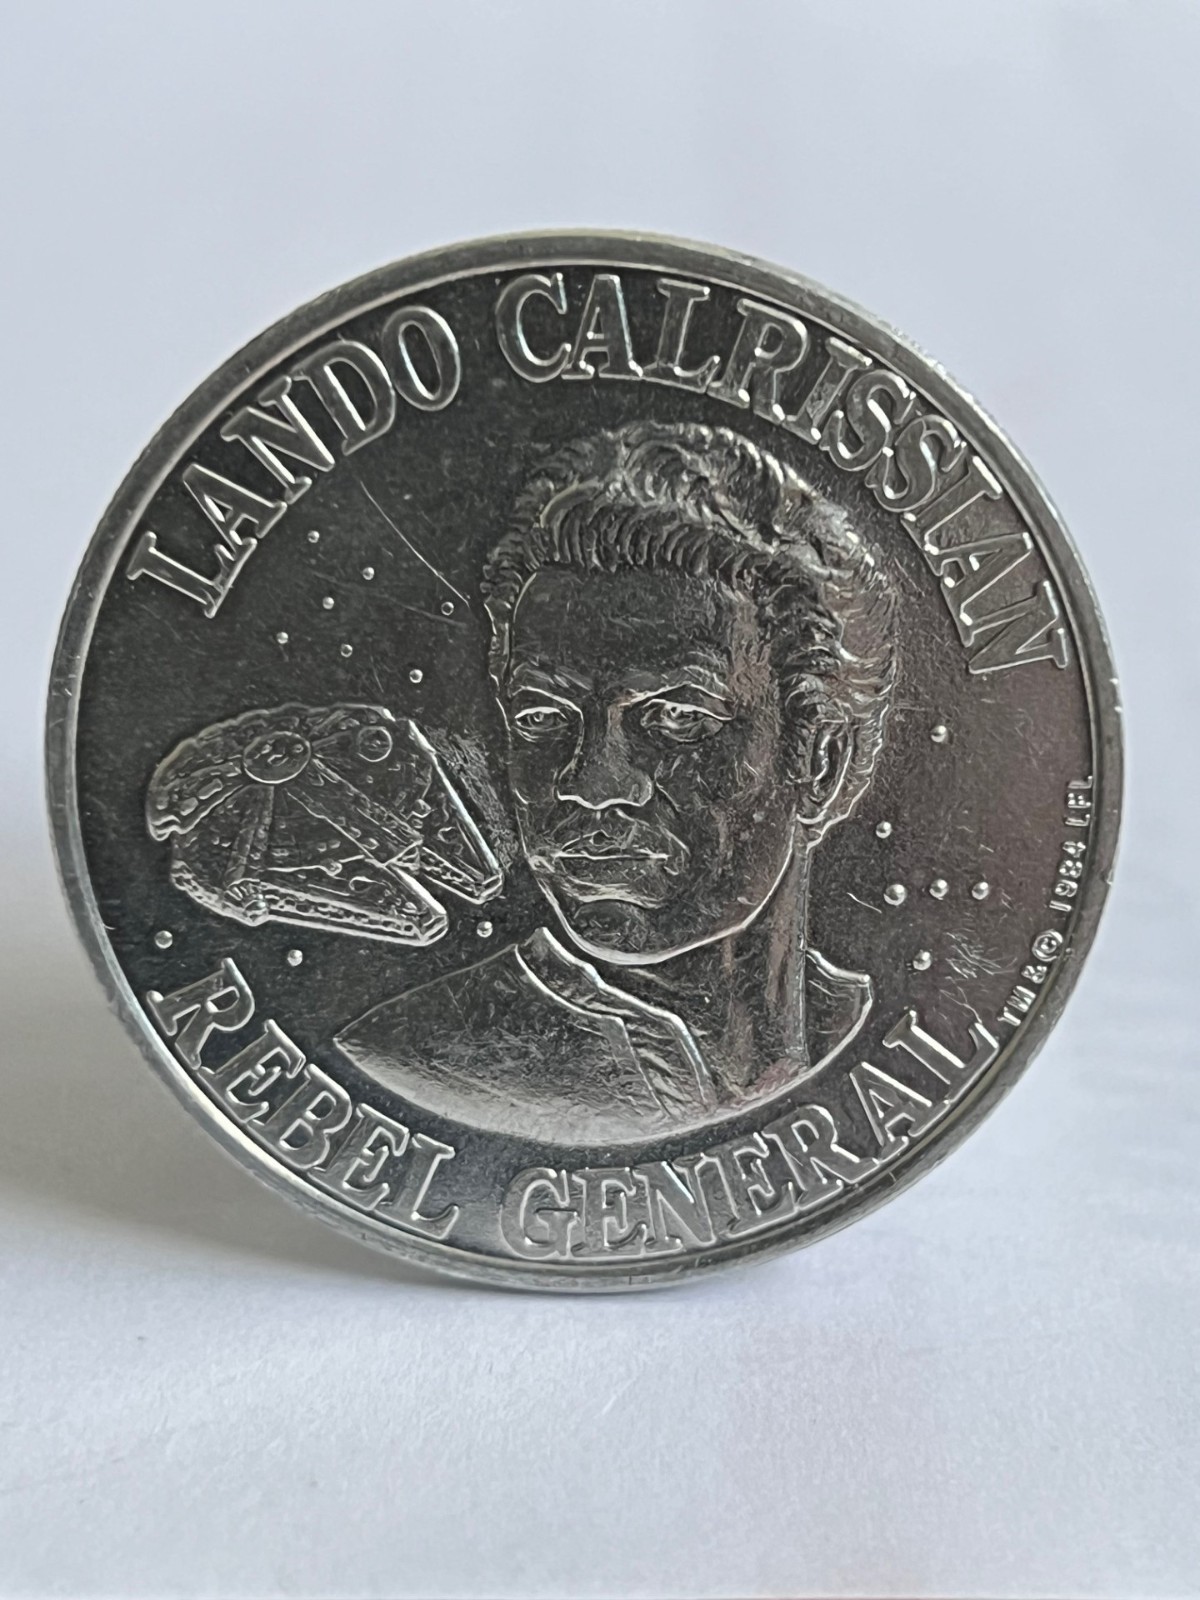 LANDO CALRISSIAN
REBEL GENERAL
TM & © 1984 LFL